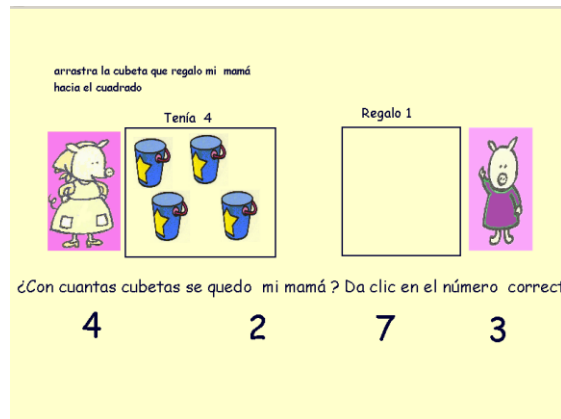 arrastra la cubeta que regalo mi mamá
hacia el cuadrado
Tenía 4
Regalo 1
¿Con cuantas cubetas se quedo mi mamá ? Da clic en el número correct
4 2 7 3